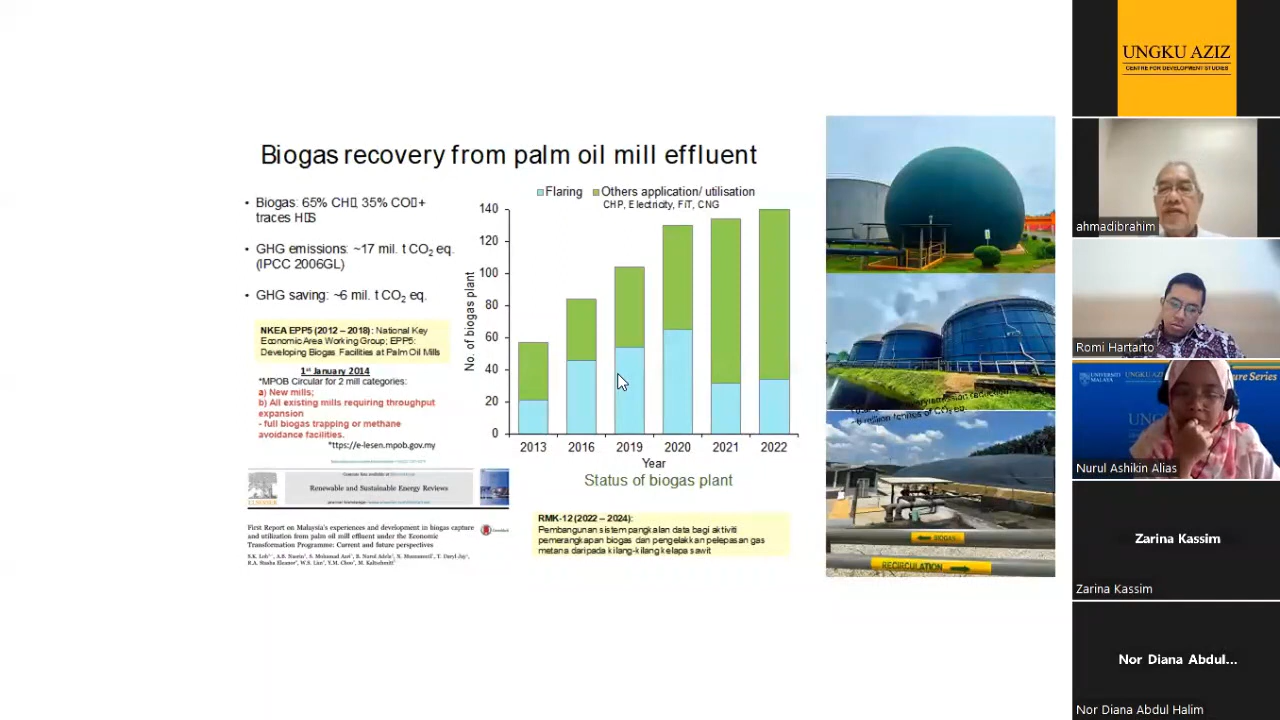 Biogas recovery from palm oil mill effluent
• Biogas: 65% CH□, 35% CO□ +
traces H□S
• GHG emissions: ~17 mil. t CO2 eq.
(IPCC 2006GL)
• GHG saving: ~6 mil. t CO2 eq.
NKEA EPP5 (2012 – 2018): National Key
Economic Area Working Group; EPP5:
Developing Biogas Facilities at Palm Oil Mills
1st January 2014
*MPOB Circular for 2 mill categories:
a) New mills;
b) All existing mills requiring throughput
expansion
- full biogas trapping or methane
avoidance facilities.
*ttps://e-lesen.mpob.gov.my
ELSEVIER
Renewable and Sustainable Energy Reviews
First Report on Malaysia's experiences and development in biogas capture
and utilization from palm oil mill effluent under the Economic
Transformation Programme: Current and future perspectives
Flaring
Others application/ utilisation
CHP, Electricity, FiT, CNG
No. of biogas plant
140
120
100
80
60
40
20
0
2013 2016 2019 2020 2021 2022
Year
Status of biogas plant
RMK-12 (2022 – 2024):
Pembangunan sistem pangkalan data bagi aktiviti
pemerangkapan biogas dan pengelakkan pelepasan gas
metana daripada kilang-kilang kelapa sawit
BIOGAS
RECIRCULATION
UNGKU AZIZ
CENTRE FOR DEVELOPMENT STUDIES
ahmadibrahim
Romi Hartarto
UNIVERSITI
MALAYA
UNGKU
ure Series
Nurul Ashikin Alias
Zarina Kassim
Zarina Kassim
Nor Diana Abdul...
Nor Diana Abdul Halim